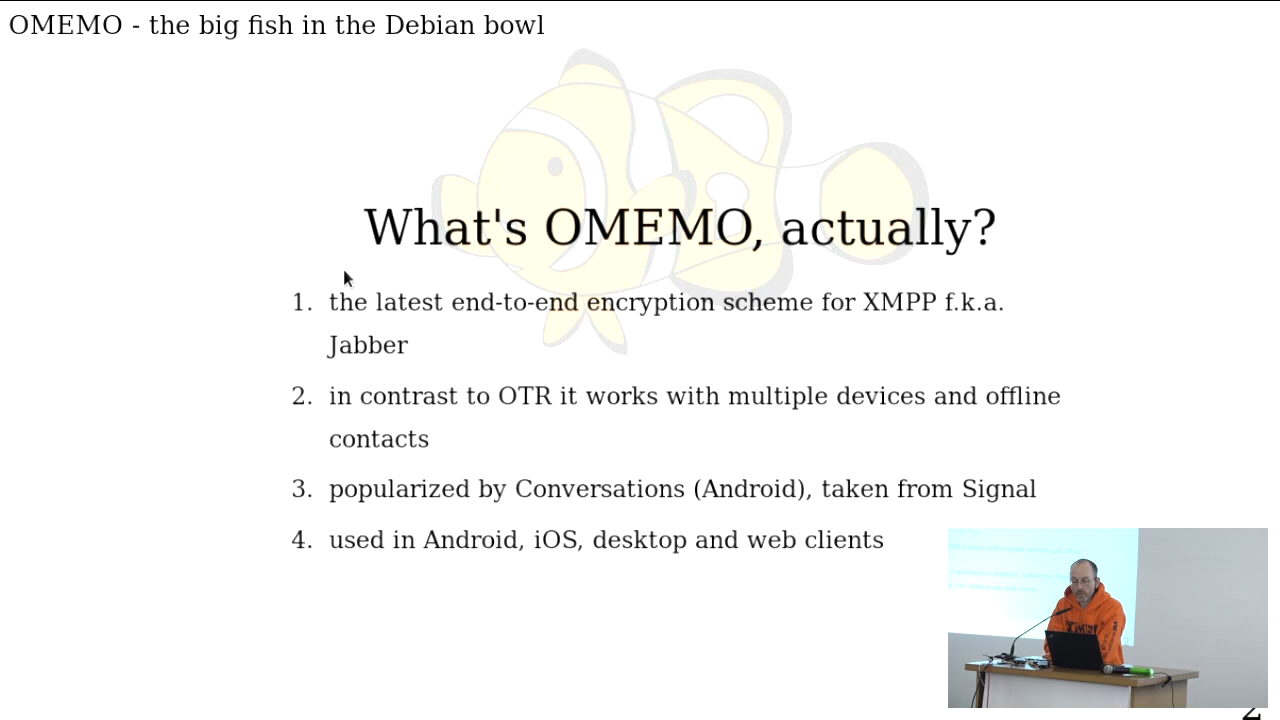 OMEMO - the big fish in the Debian bowl
What's OMEMO, actually?
1. the latest end-to-end encryption scheme for XMPP f.k.a.
Jabber
2. in contrast to OTR it works with multiple devices and offline
contacts
3. popularized by Conversations (Android), taken from Signal
4. used in Android, iOS, desktop and web clients
2